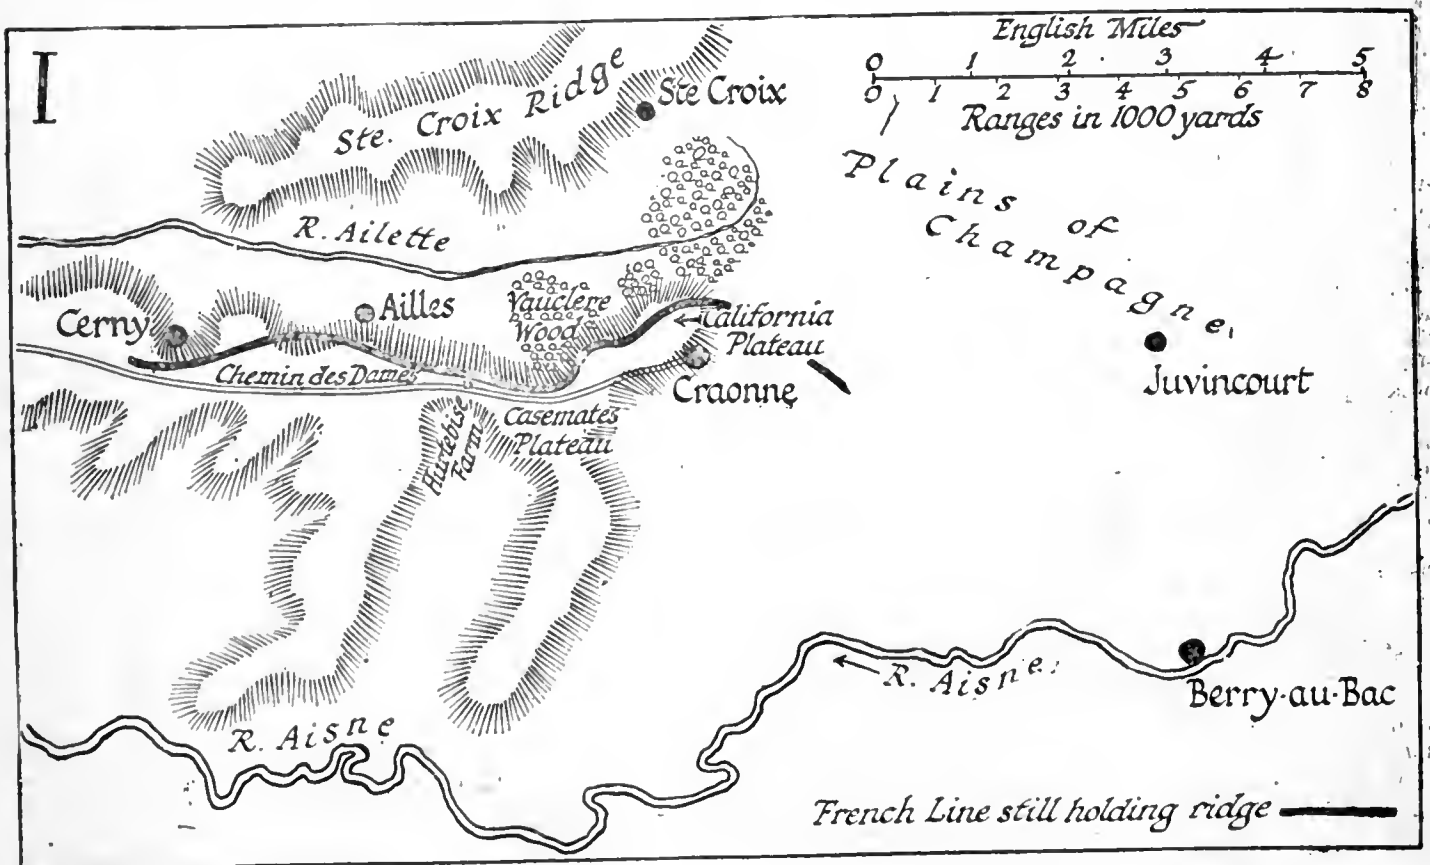 I
English Miles
0 1 2 3 4 5
0 1 2 3 4 5 6 7 8
Ranges in 1000 yards
Ste. Croix Ridge
Ste Croix
Plains of
Champagne
R. Ailette
Cerny
Ailles
Vauclere
Wood
California
Plateau
Juvincourt
Chemin des Dames
Craonne
Hurtebise
Farm
Casemates
Plateau
R. Aisne
Berry-au-Bac
R. Aisne
French Line still holding ridge